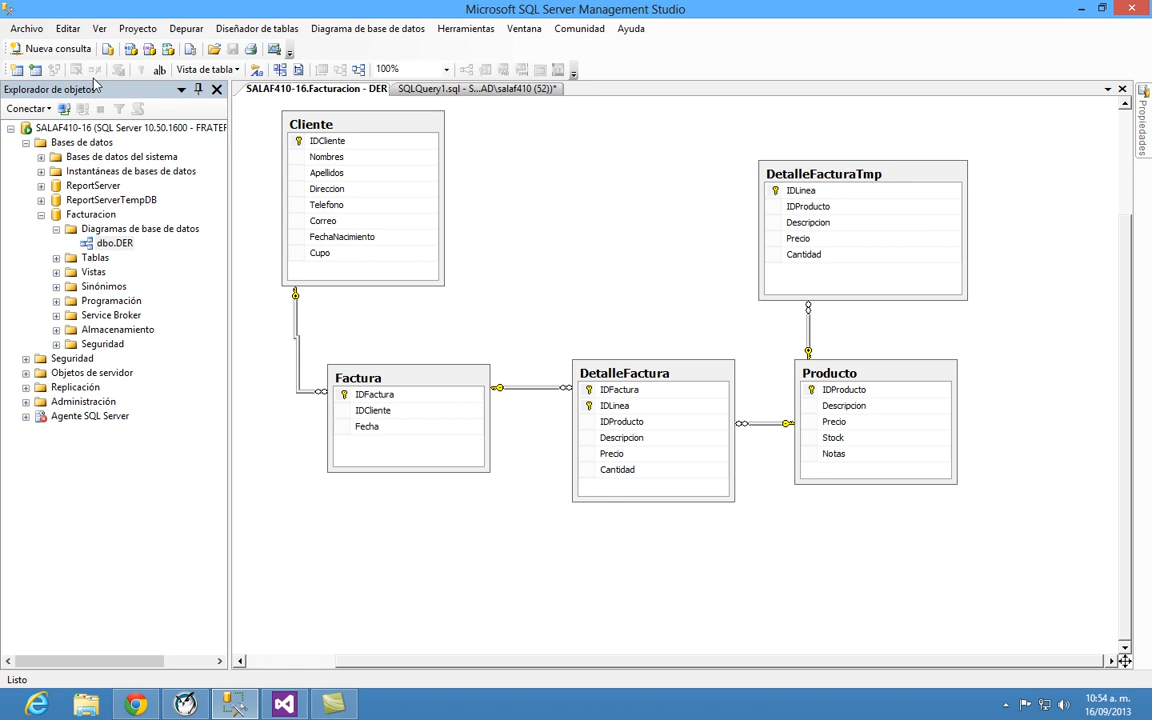 Microsoft SQL Server Management Studio
Archivo Editar Ver Proyecto Depurar Diseñador de tablas Diagrama de base de datos Herramientas Ventana Comunidad Ayuda
Nueva consulta
Vista de tabla 100%
Explorador de objetos
SALAF410-16.Facturacion - DER
SQLQuery1.sql - S...AD\salaf410 (52))*
Conectar
SALAF410-16 (SQL Server 10.50.1600 - FRATER
Bases de datos
Bases de datos del sistema
Instantáneas de bases de datos
ReportServer
ReportServerTempDB
Facturacion
Diagramas de base de datos
dbo.DER
Tablas
Vistas
Sinónimos
Programación
Service Broker
Almacenamiento
Seguridad
Seguridad
Objetos de servidor
Replicación
Administración
Agente SQL Server
Cliente
IDCliente
Nombres
Apellidos
Direccion
Telefono
Correo
FechaNacimiento
Cupo
DetalleFacturaTmp
IDLinea
IDProducto
Descripcion
Precio
Cantidad
Factura
IDFactura
IDCliente
Fecha
DetalleFactura
IDFactura
IDLinea
IDProducto
Descripcion
Precio
Cantidad
Producto
IDProducto
Descripcion
Precio
Stock
Notas
Propiedades
Listo
10:54 a. m.
16/09/2013